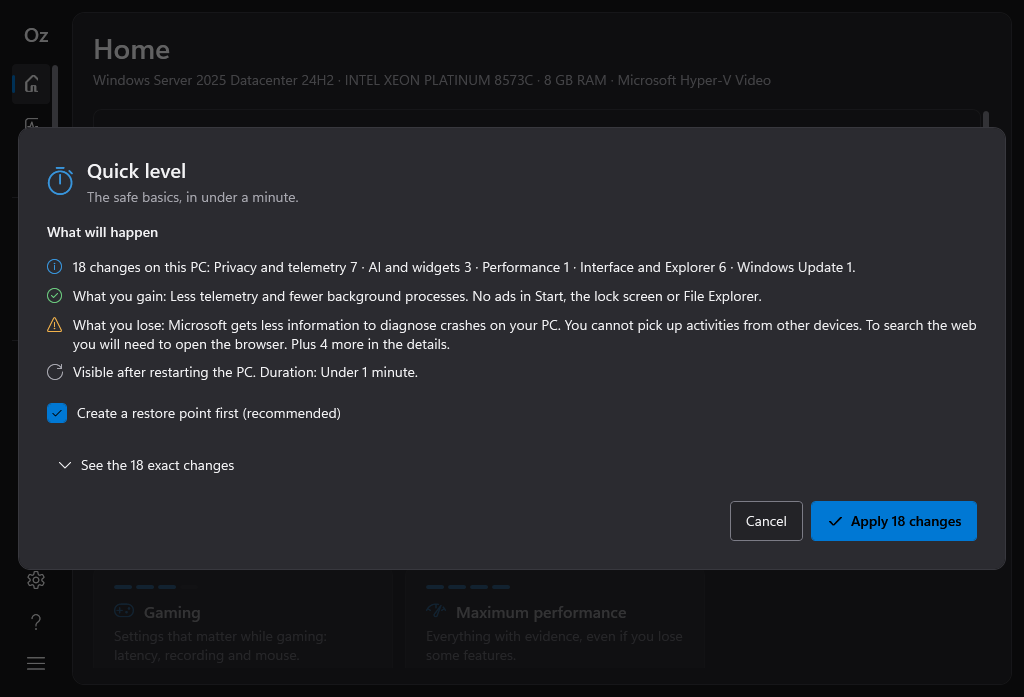 Oz
Home
Windows Server 2025 Datacenter 24H2 · INTEL XEON PLATINUM 8573C · 8 GB RAM · Microsoft Hyper-V Video
Quick level
The safe basics, in under a minute.
What will happen
18 changes on this PC: Privacy and telemetry 7 · AI and widgets 3 · Performance 1 · Interface and Explorer 6 · Windows Update 1.
What you gain: Less telemetry and fewer background processes. No ads in Start, the lock screen or File Explorer.
What you lose: Microsoft gets less information to diagnose crashes on your PC. You cannot pick up activities from other devices. To search the web
you will need to open the browser. Plus 4 more in the details.
Visible after restarting the PC. Duration: Under 1 minute.
Create a restore point first (recommended)
See the 18 exact changes
Cancel
Apply 18 changes
Gaming
Settings that matter while gaming:
latency, recording and mouse.
Maximum performance
Everything with evidence, even if you lose
some features.